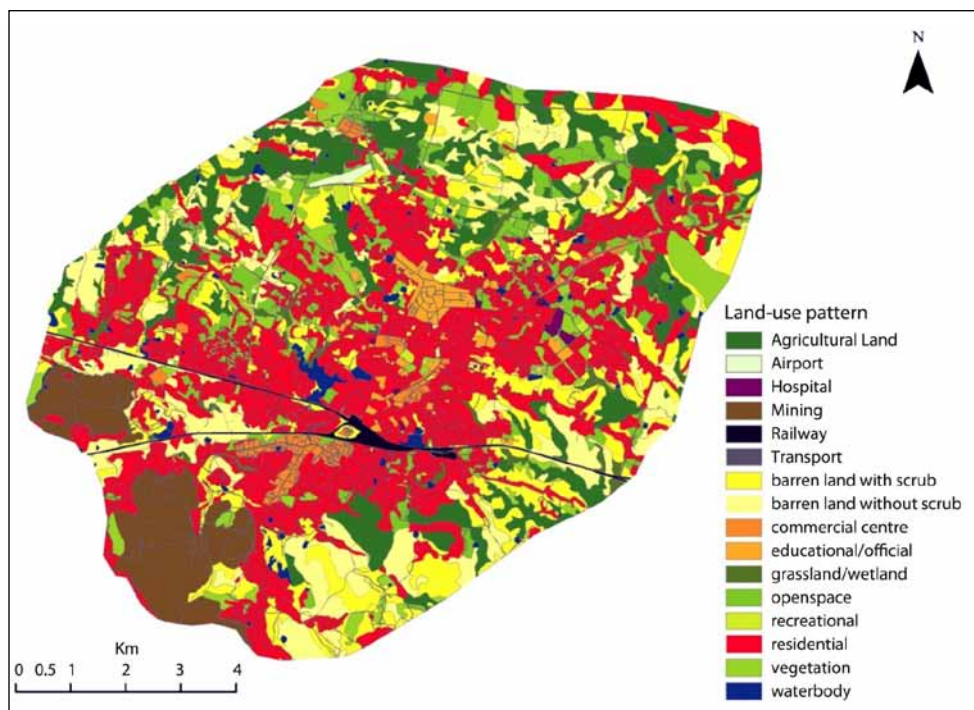 N
Land-use pattern
Agricultural Land
Airport
Hospital
Mining
Railway
Transport
barren land with scrub
barren land without scrub
commercial centre
educational/official
grassland/wetland
openspace
recreational
residential
vegetation
waterbody
Km
0 0.5 1 2 3 4